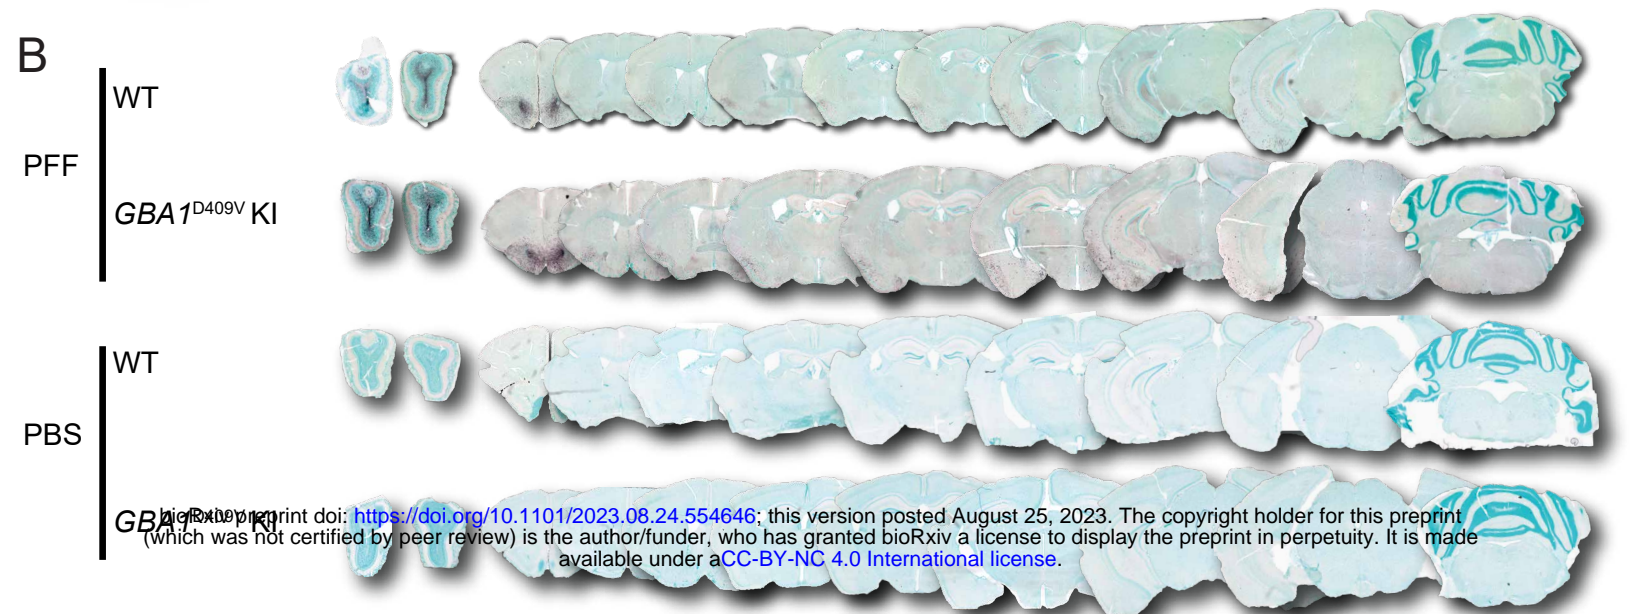 B
WT
PFF
GBA1D409V KI
WT
PBS
GBA1D409V KI
bioRxiv preprint doi: https://doi.org/10.1101/2023.08.24.554646; this version posted August 25, 2023. The copyright holder for this preprint
(which was not certified by peer review) is the author/funder, who has granted bioRxiv a license to display the preprint in perpetuity. It is made
available under aCC-BY-NC 4.0 International license.